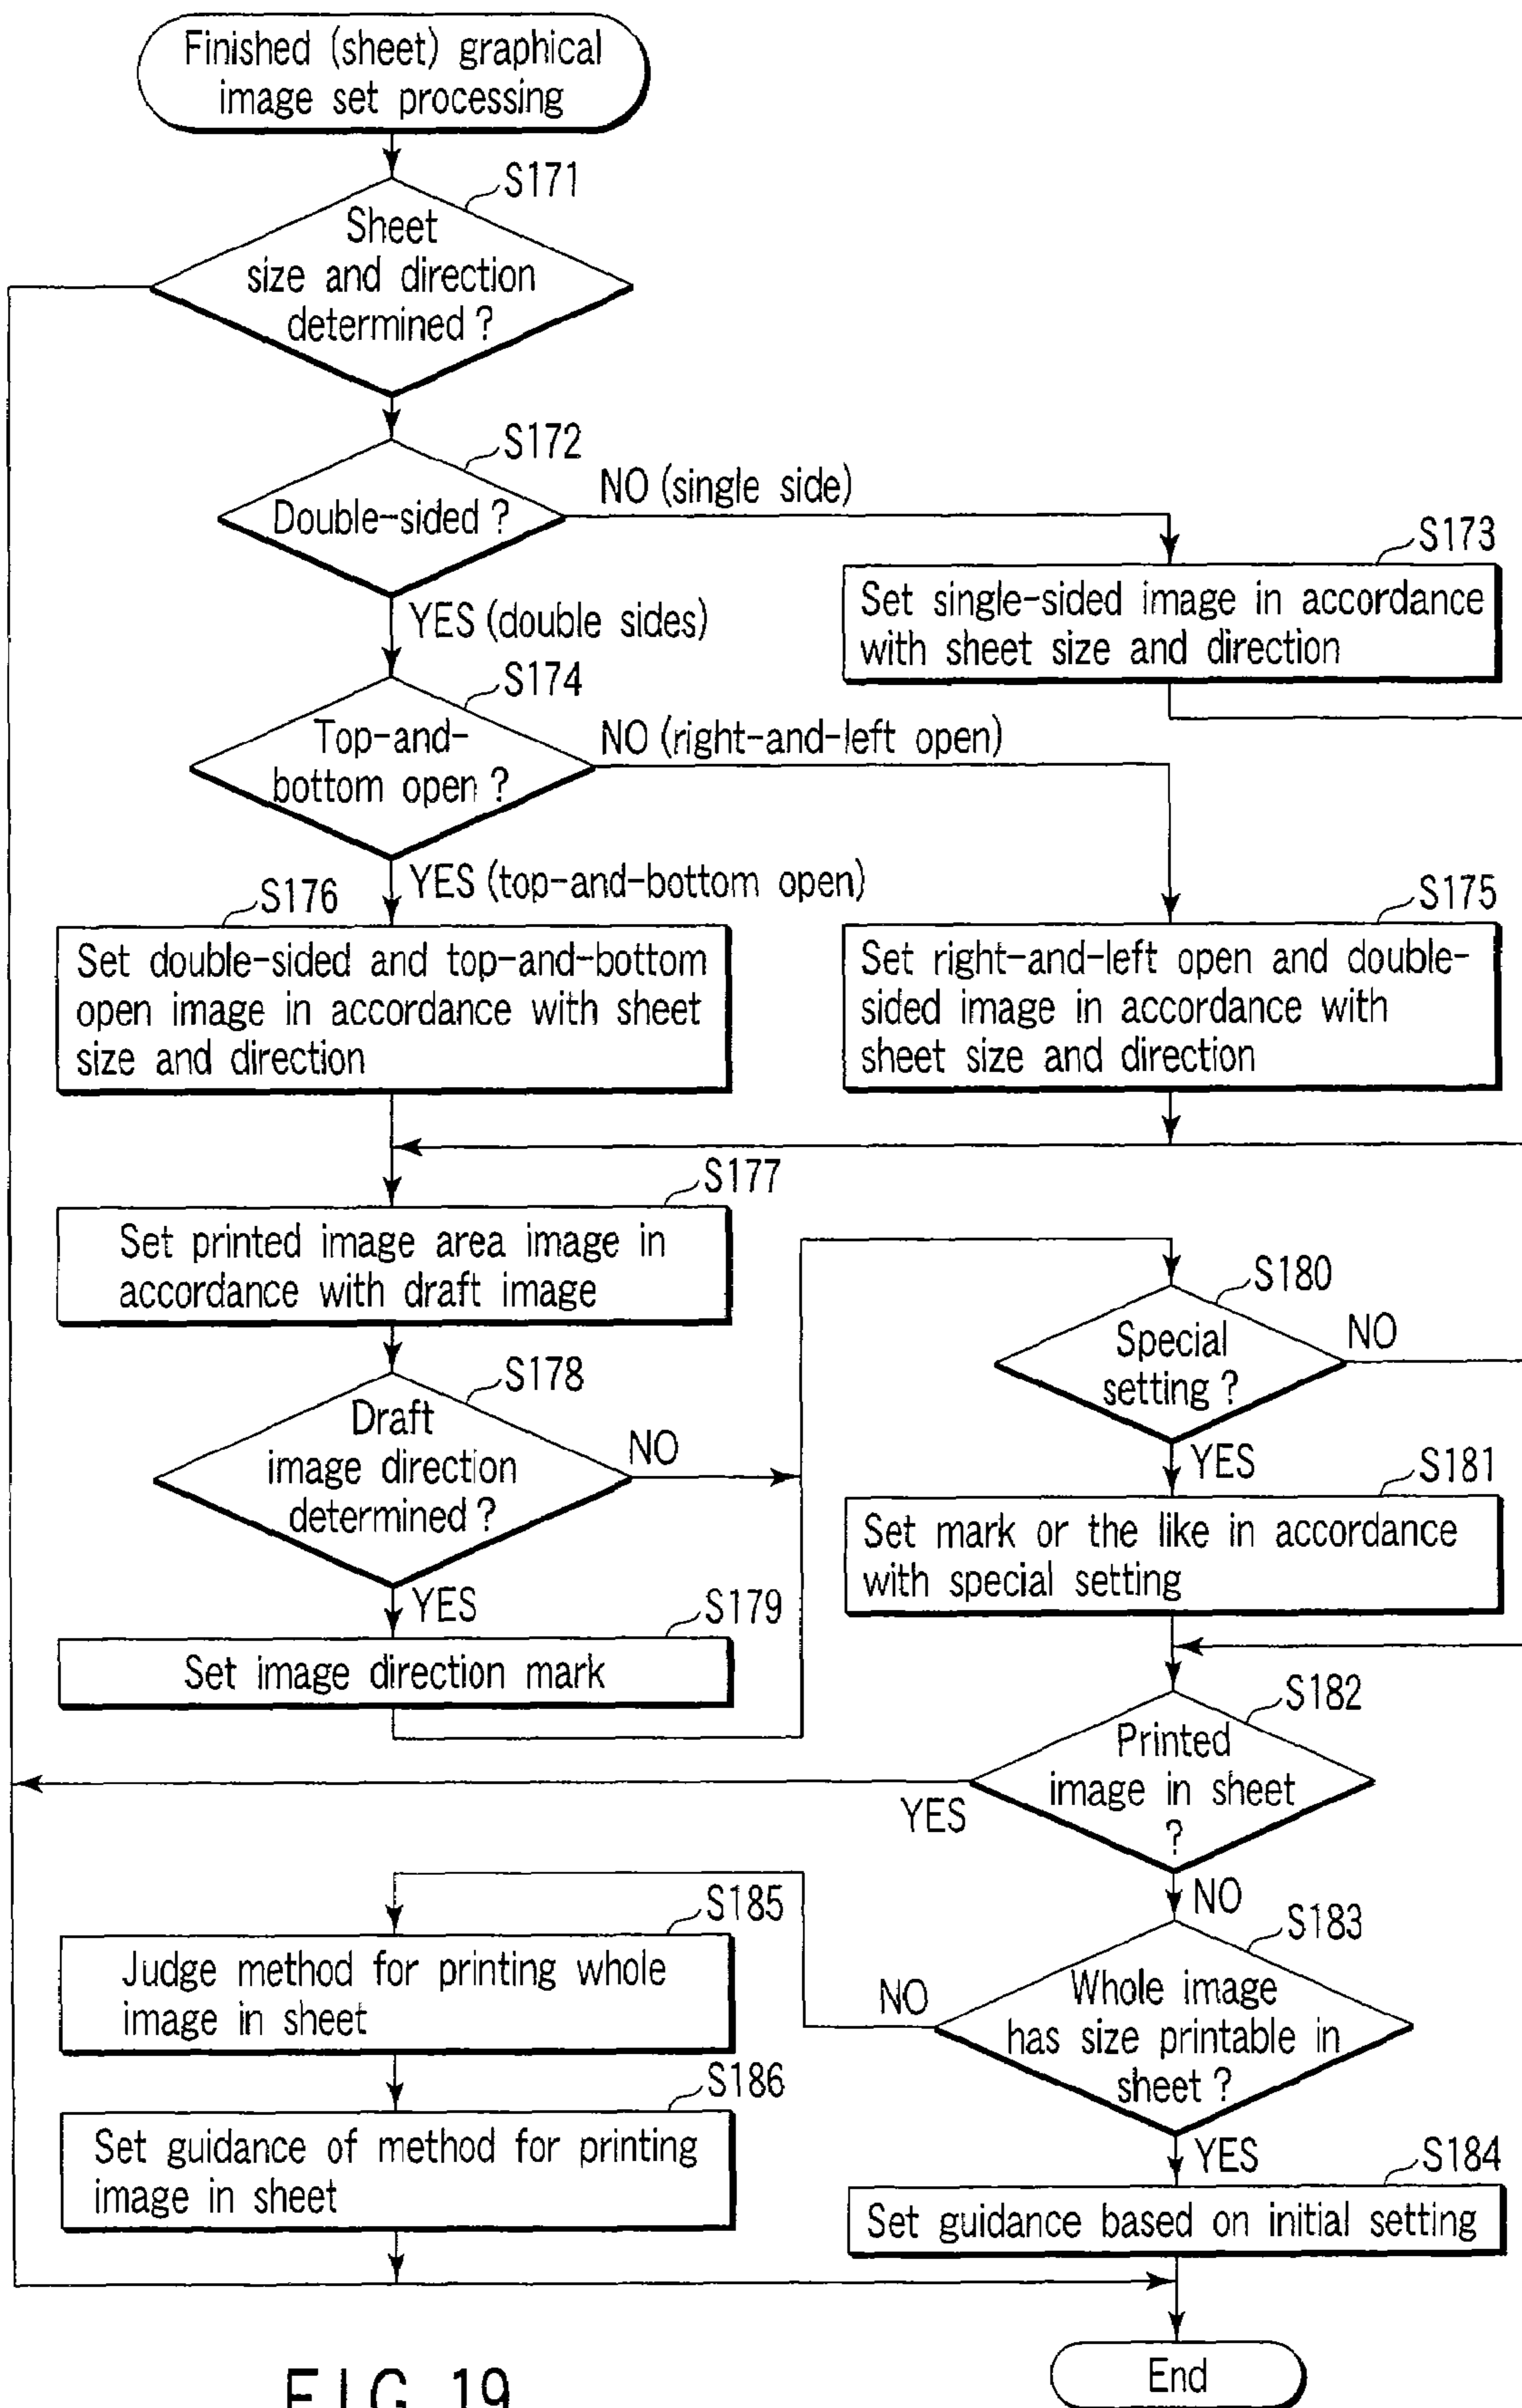 Finished (sheet) graphical
image set processing
S171
Sheet
size and direction
determined ?
S172
Double-sided ?
NO (single side)
S173
Set single-sided image in accordance
with sheet size and direction
YES (double sides)
S174
Top-and-
bottom open ?
NO (right-and-left open)
YES (top-and-bottom open)
S176
Set double-sided and top-and-bottom
open image in accordance with sheet
size and direction
S175
Set right-and-left open and double-
sided image in accordance with
sheet size and direction
S177
Set printed image area image in
accordance with draft image
S178
Draft
image direction
determined ?
NO
YES
S179
Set image direction mark
S180
Special
setting ?
NO
YES
S181
Set mark or the like in accordance
with special setting
S182
Printed
image in sheet
?
YES
NO
S183
Whole image
has size printable in
sheet ?
NO
YES
S185
Judge method for printing whole
image in sheet
S186
Set guidance of method for printing
image in sheet
S184
Set guidance based on initial setting
End
FIG. 19